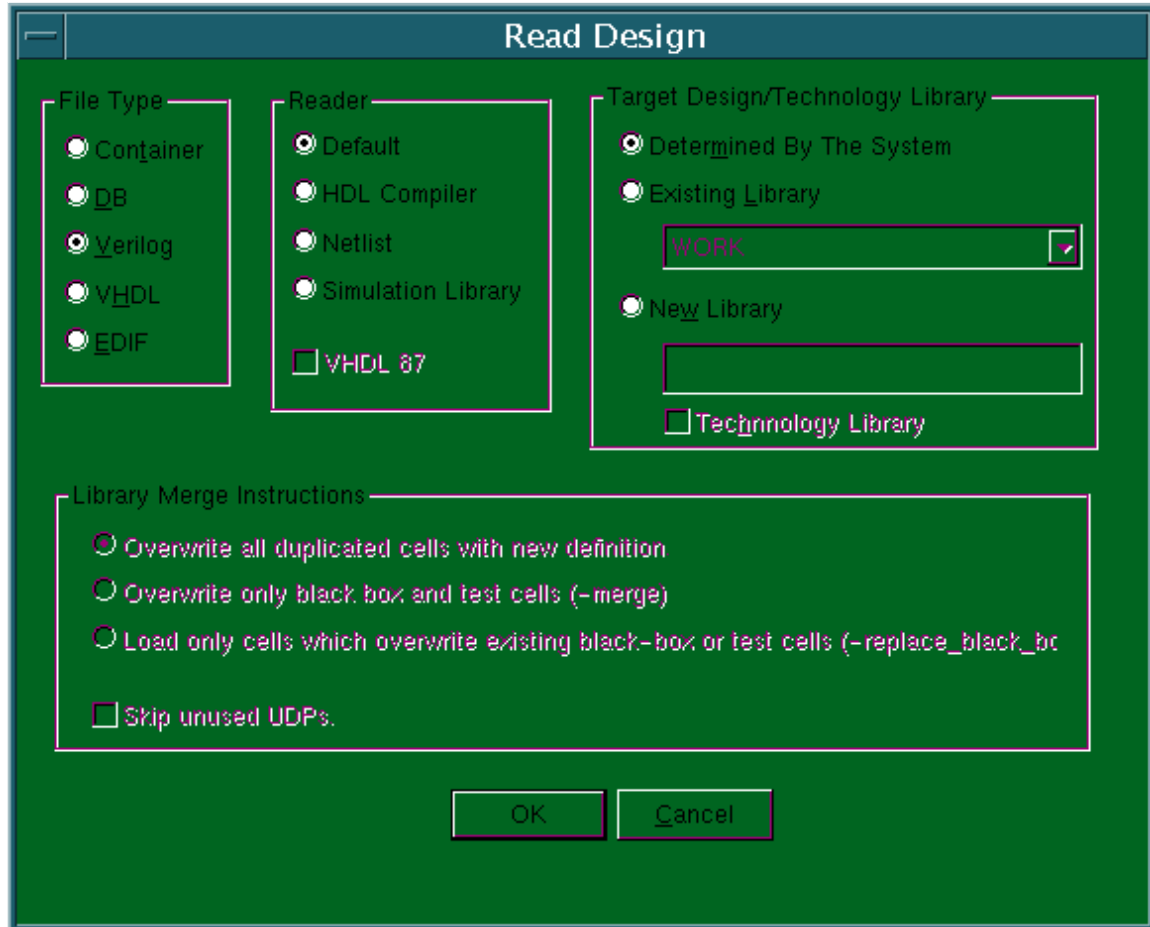 Read Design
File Type
Container
DB
Verilog
VHDL
EDIF
Reader
Default
HDL Compiler
Netlist
Simulation Library
VHDL 87
Target Design/Technology Library
Determined By The System
Existing Library
WORK
New Library
Technnology Library
Library Merge Instructions
Overwrite all duplicated cells with new definition
Overwrite only black box and test cells (-merge)
Load only cells which overwrite existing black-box or test cells (-replace_black_bo
Skip unused UDPs.
OK
Cancel